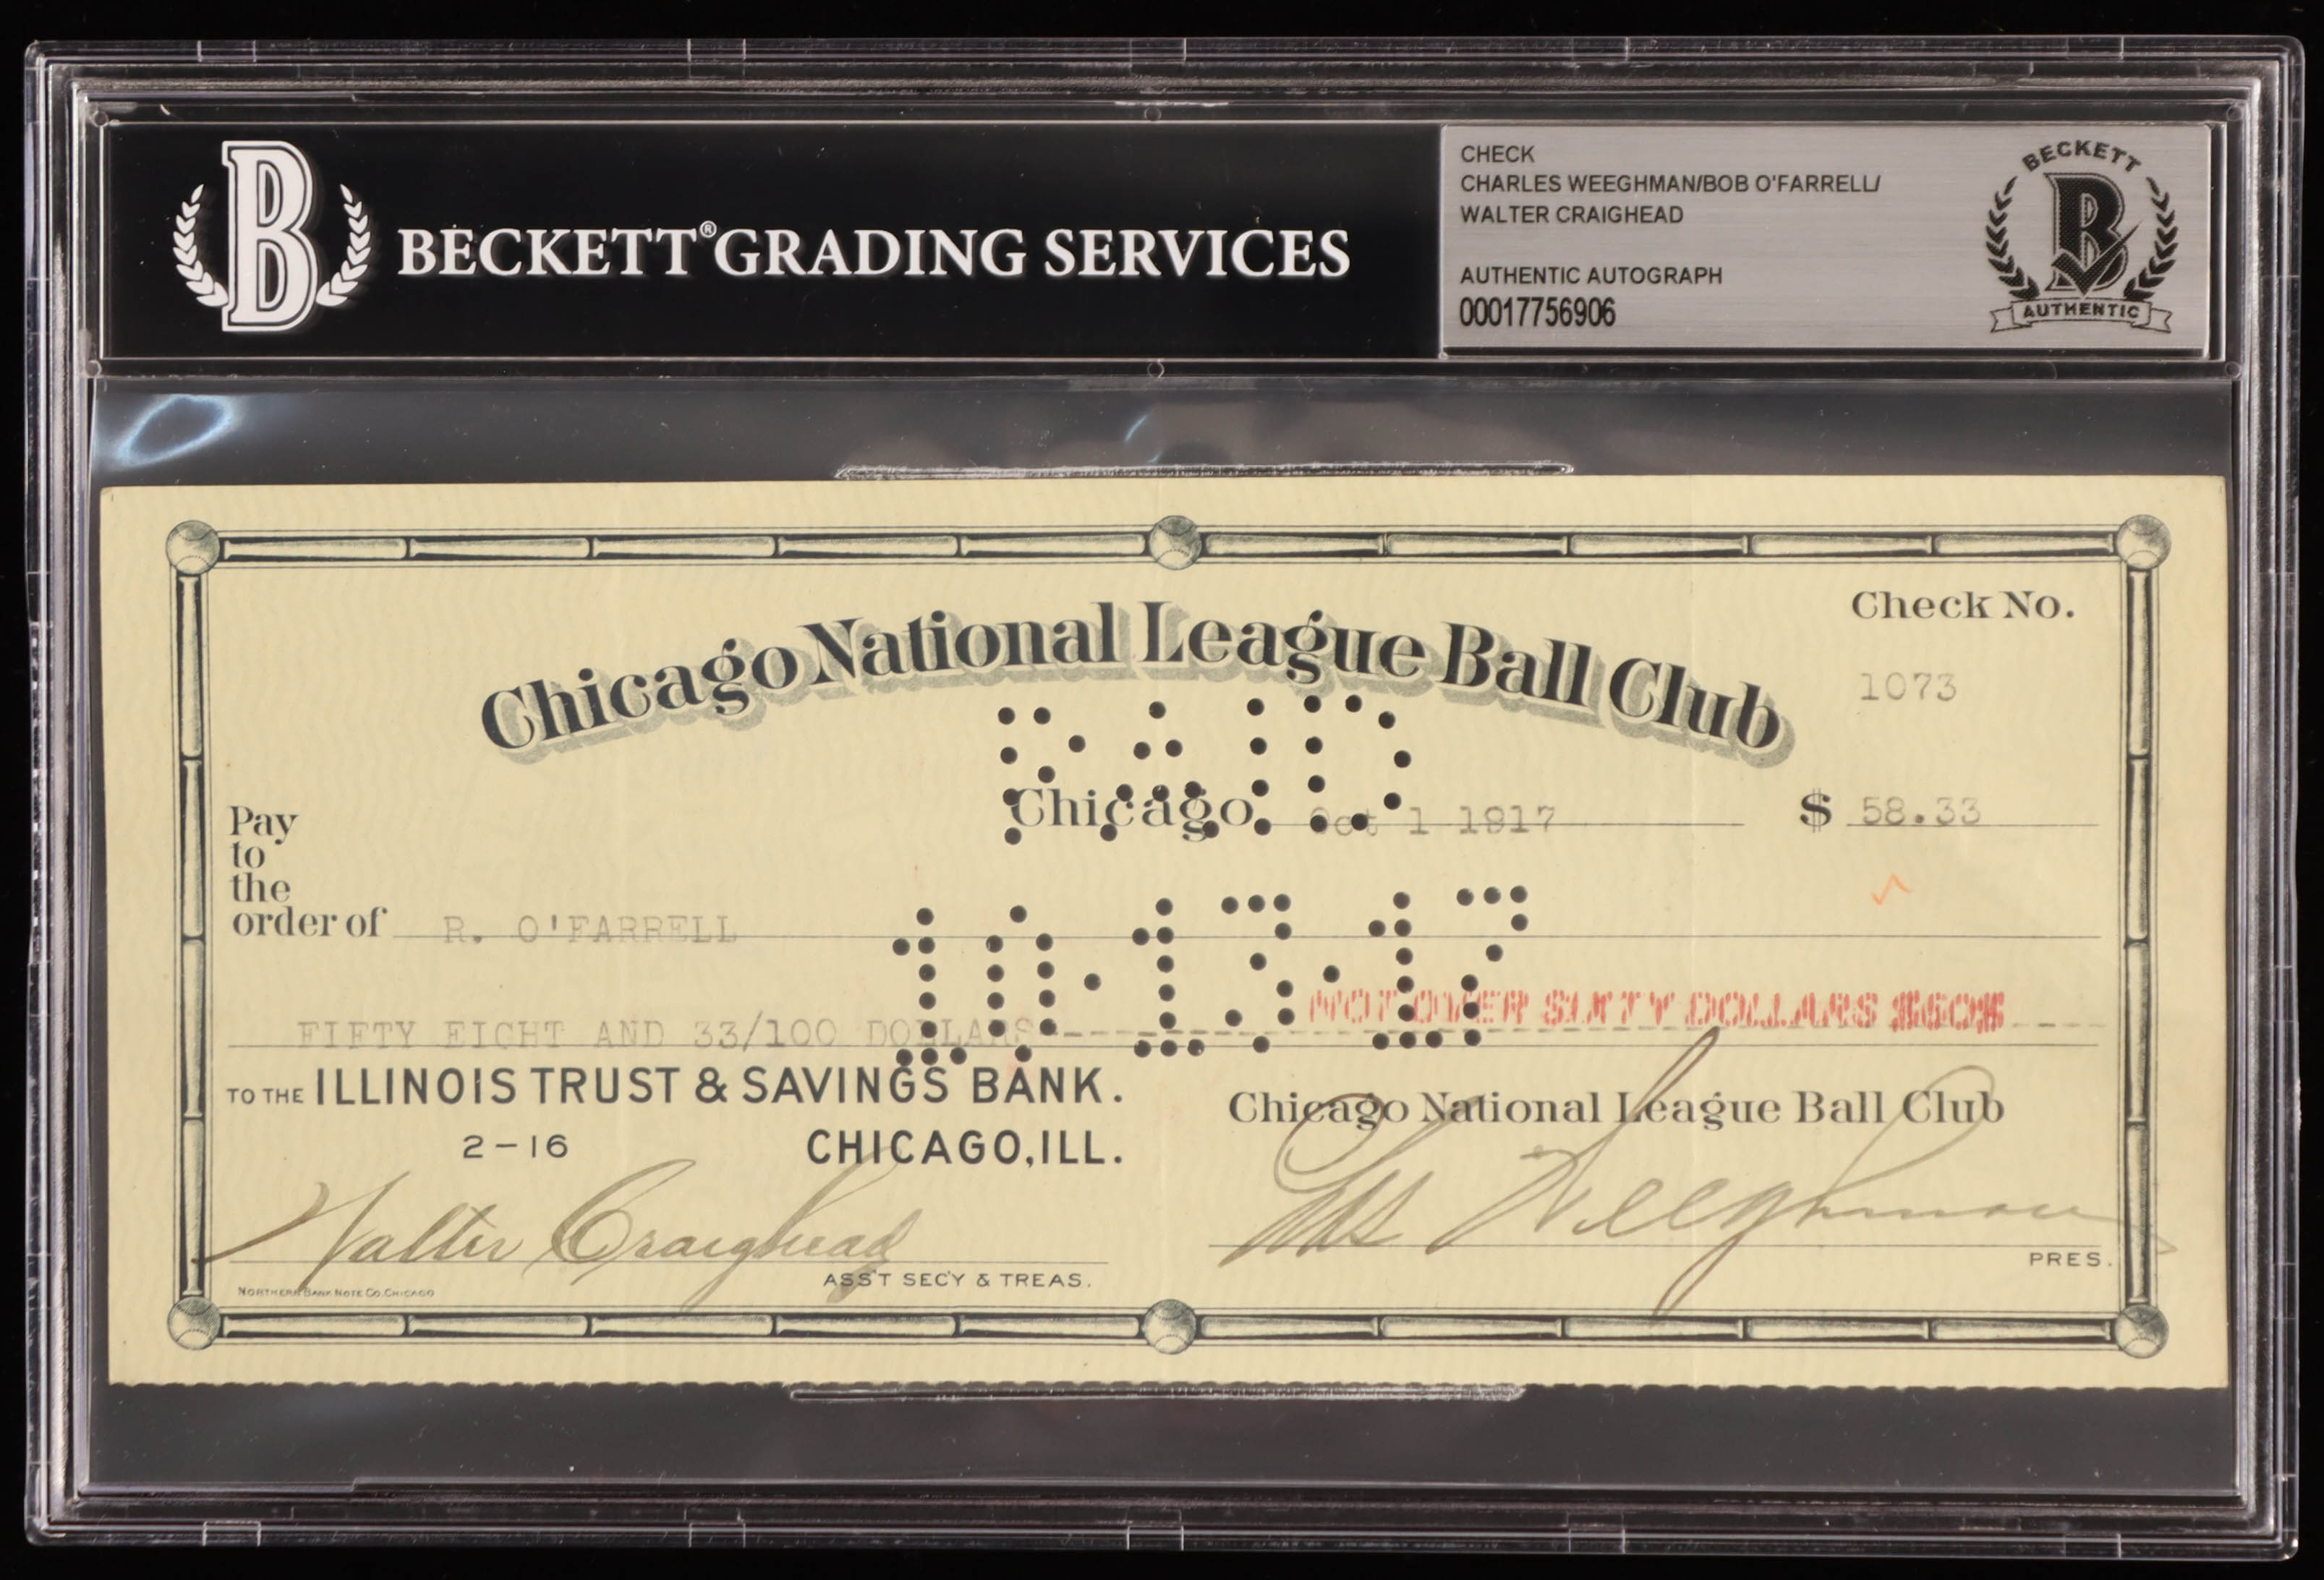 BECKETT® GRADING SERVICES
CHECK
CHARLES WEEGHMAN/BOB O'FARRELL/
WALTER CRAIGHEAD
AUTHENTIC AUTOGRAPH
00017756906
BECKETT
B
AUTHENTIC
Check No.
1073
Chicago National League Ball Club
PAID
Chicago, Oct 1 1917 $ 58.33
Pay
to
the
order of R. O'FARRELL
10-13-17
NOT OVER SIXTY DOLLARS $60$
FIFTY EIGHT AND 33/100 DOLLARS
TO THE ILLINOIS TRUST & SAVINGS BANK.
2-16 CHICAGO, ILL.
Chicago National League Ball Club
Walter Craighead
ASS'T SEC'Y & TREAS.
Chas Weeghman
PRES.
NORTHERN BANK NOTE CO. CHICAGO